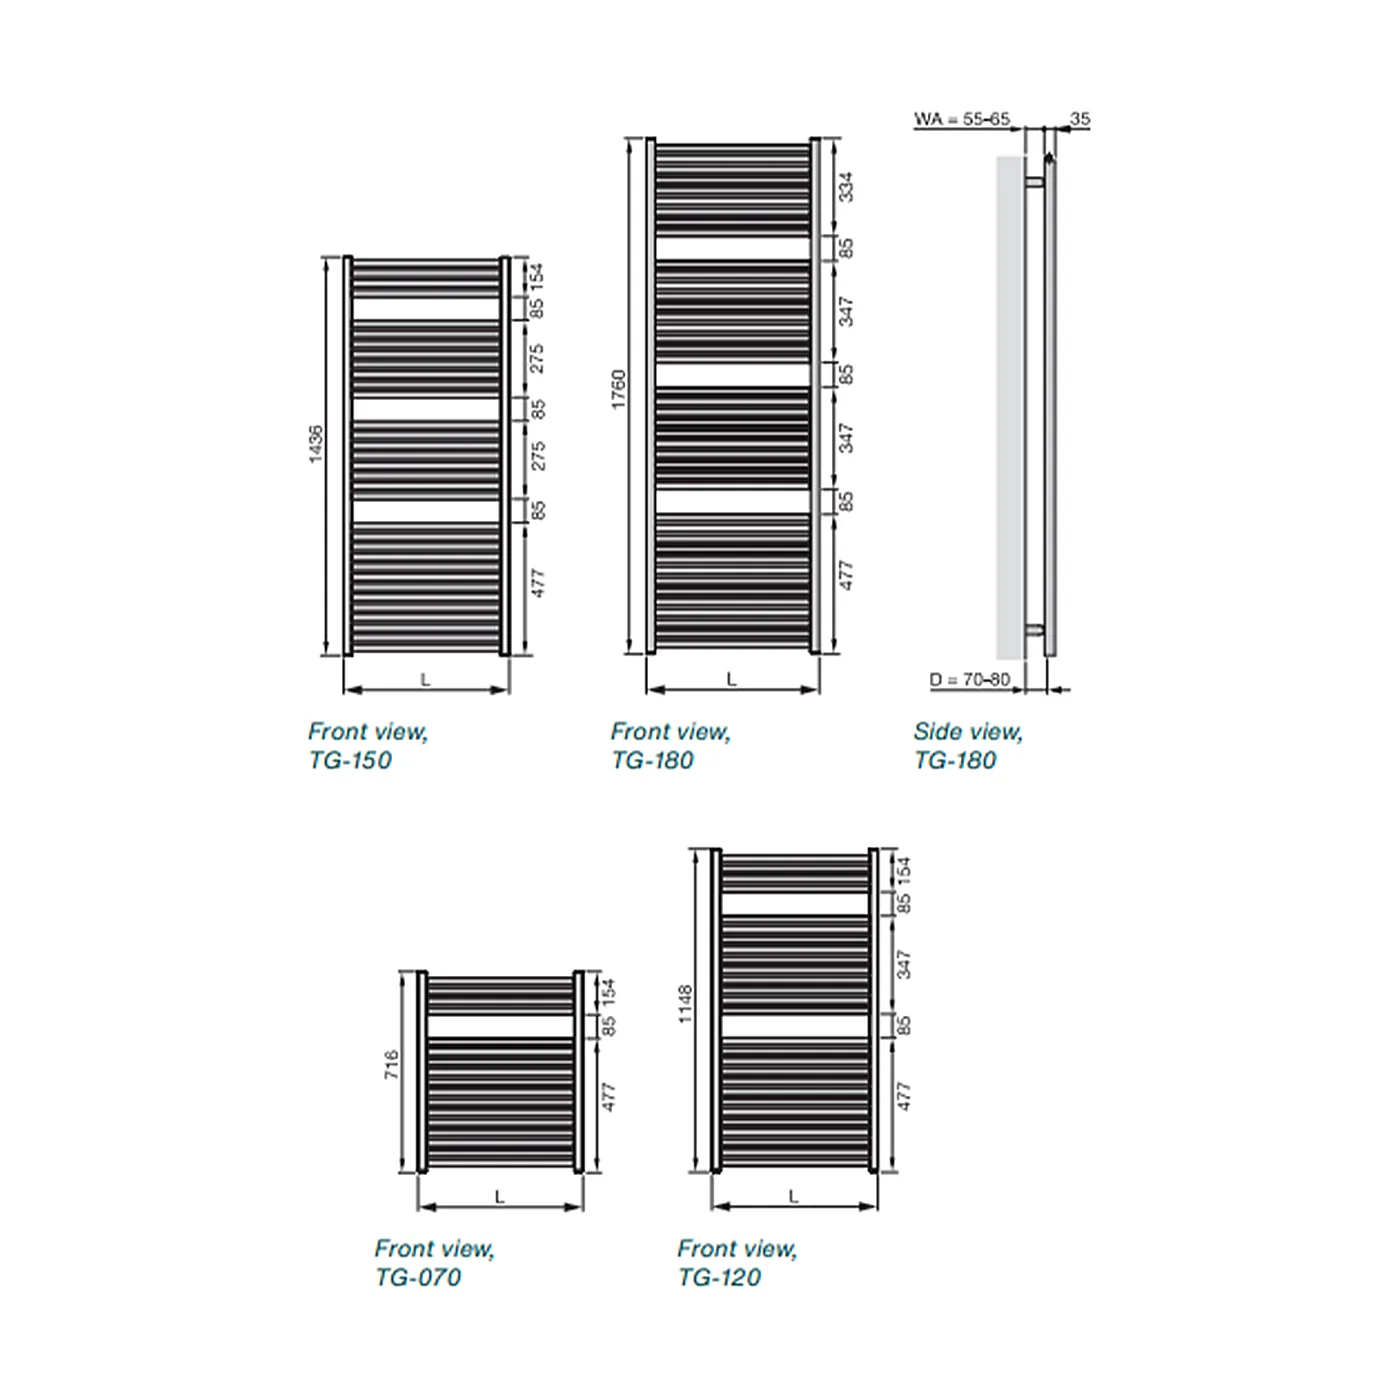 WA = 55-65
35
334
85
347
85
347
85
477
1760
154
85
275
85
275
85
477
1436
L
L
D = 70-80
Front view,
TG-150
Front view,
TG-180
Side view,
TG-180
154
85
347
85
477
1148
154
85
477
716
L
L
Front view,
TG-070
Front view,
TG-120